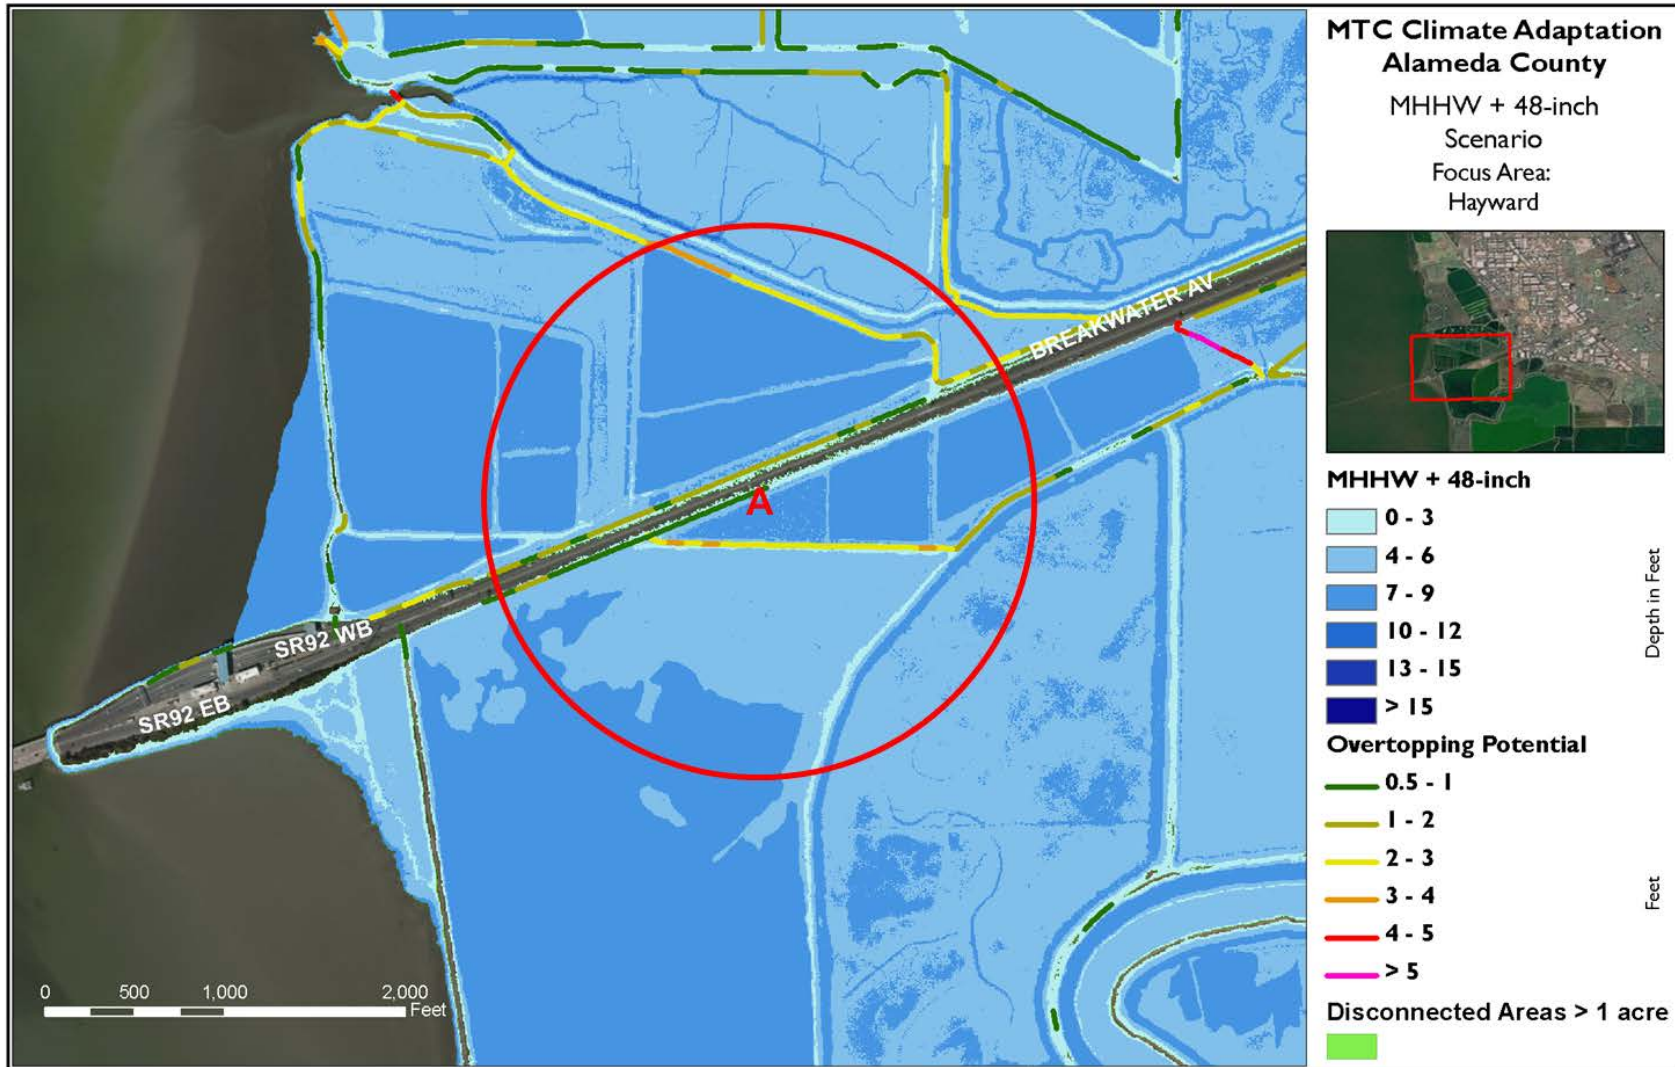 MTC Climate Adaptation
Alameda County
MHHW + 48-inch
Scenario
Focus Area:
Hayward
BREAKWATER AV
A
SR92 WB
SR92 EB
0 500 1,000 2,000
Feet
MHHW + 48-inch
0 - 3
4 - 6
7 - 9
10 - 12
13 - 15
> 15
Depth in Feet
Overtopping Potential
0.5 - 1
1 - 2
2 - 3
3 - 4
4 - 5
> 5
Feet
Disconnected Areas > 1 acre